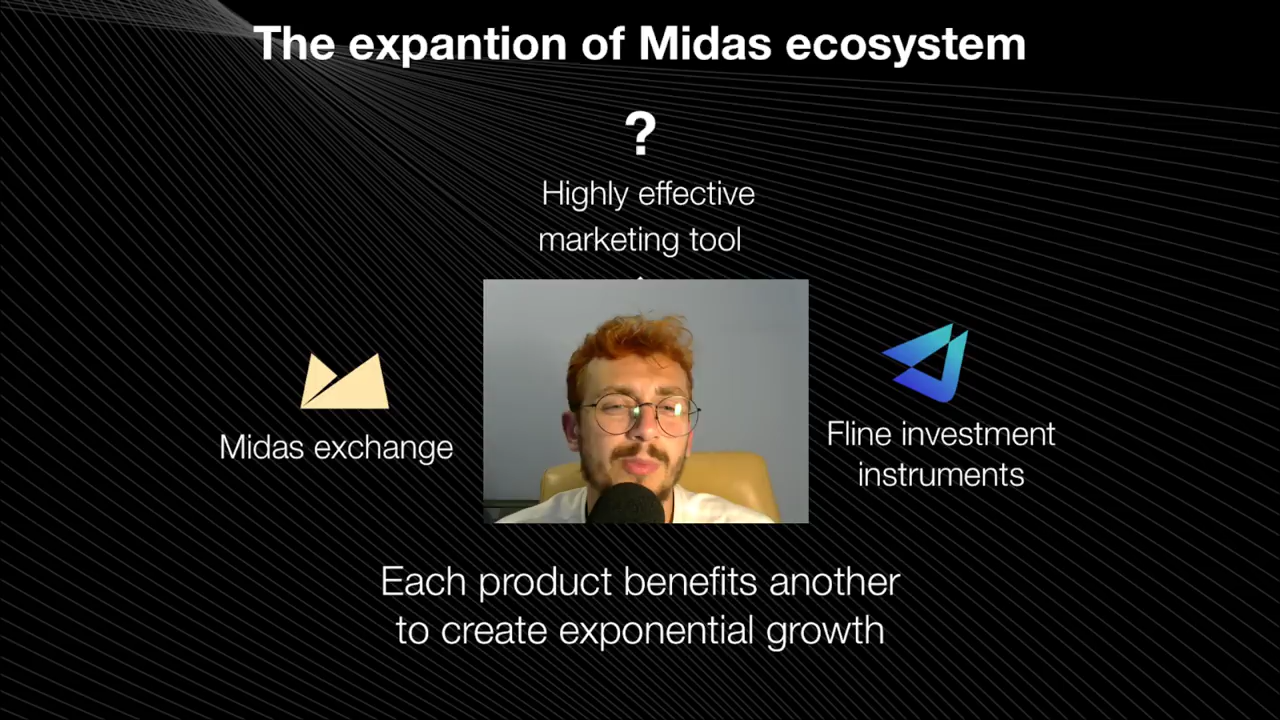 The expantion of Midas ecosystem
?
Highly effective
marketing tool
Midas exchange
Fline investment
instruments
Each product benefits another
to create exponential growth